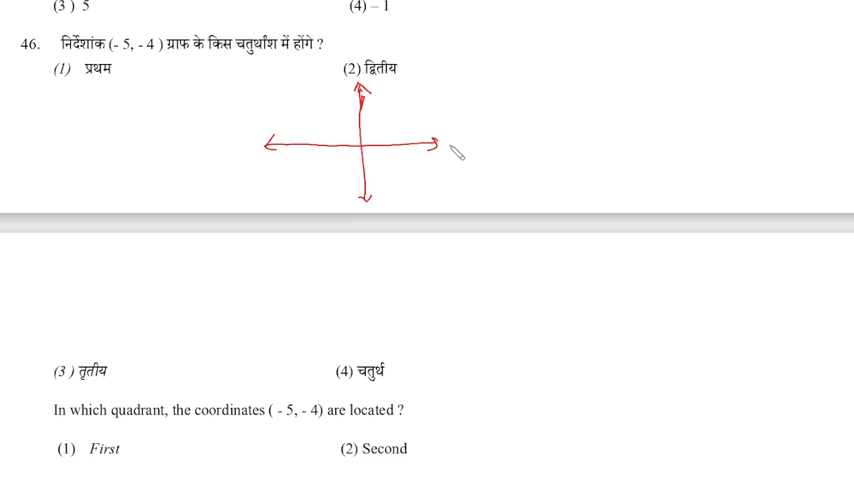 (3 ) 5 (4) – 1
46. निर्देशांक (- 5, - 4 ) ग्राफ के किस चतुर्थांश में होंगे ?
(1) प्रथम (2) द्वितीय
(3 ) तृतीय (4) चतुर्थ
In which quadrant, the coordinates ( - 5, - 4) are located ?
(1) First (2) Second